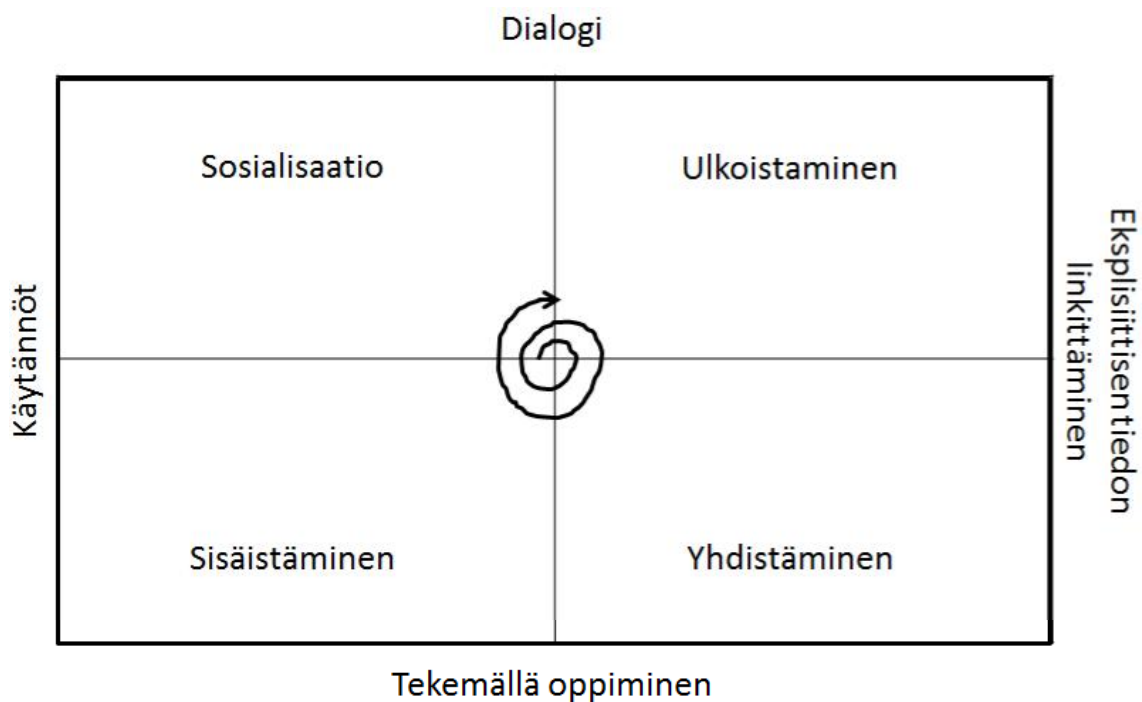 Dialogi
Sosialisaatio
Ulkoistaminen
Käytännöt
Eksplisiittisen tiedon
linkittäminen
Sisäistäminen
Yhdistäminen
Tekemällä oppiminen